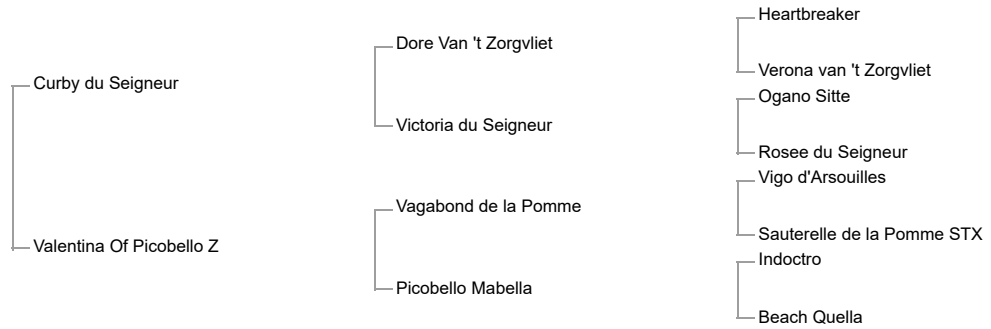 Heartbreaker
Dore Van 't Zorgvliet
Verona van 't Zorgvliet
Curby du Seigneur
Ogano Sitte
Victoria du Seigneur
Rosee du Seigneur
Vigo d'Arsouilles
Vagabond de la Pomme
Sauterelle de la Pomme STX
Valentina Of Picobello Z
Indoctro
Picobello Mabella
Beach Quella